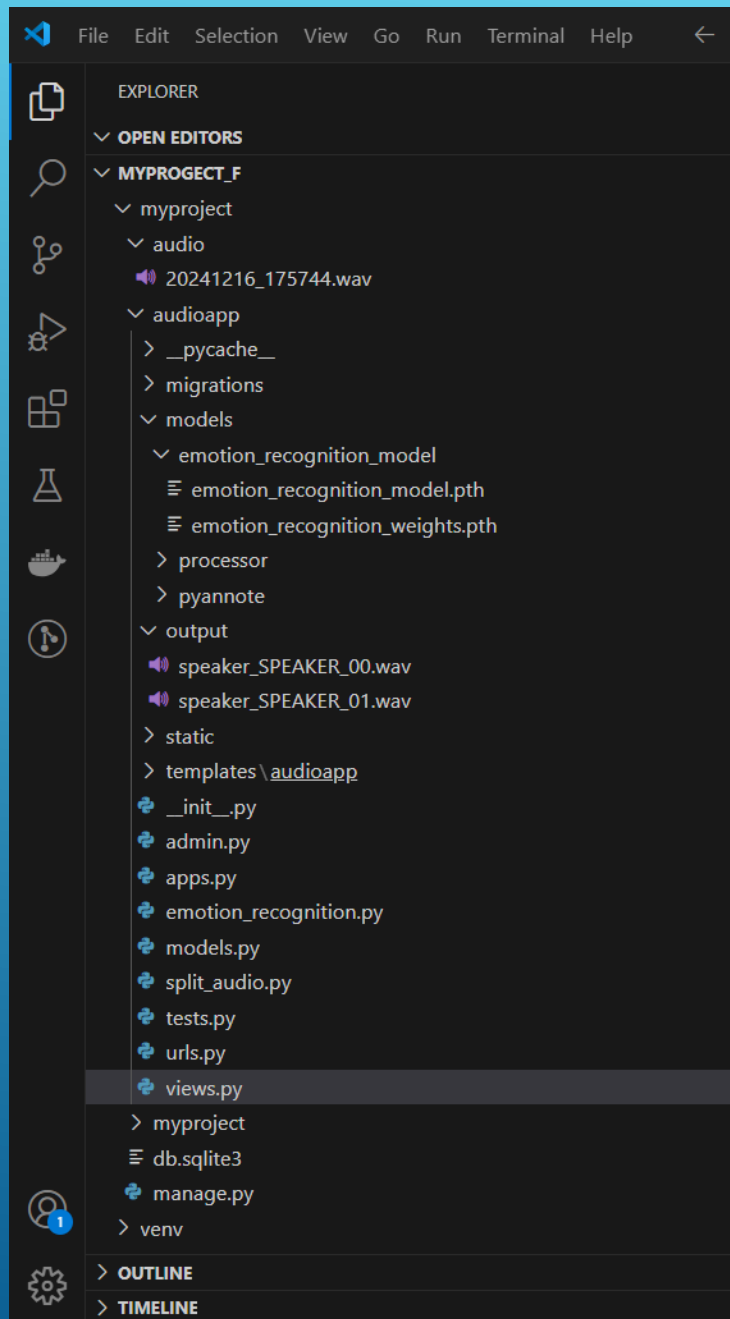 File Edit Selection View Go Run Terminal Help
EXPLORER
OPEN EDITORS
MYPROGECT_F
myproject
audio
20241216_175744.wav
audioapp
__pycache__
migrations
models
emotion_recognition_model
emotion_recognition_model.pth
emotion_recognition_weights.pth
processor
pyannote
output
speaker_SPEAKER_00.wav
speaker_SPEAKER_01.wav
static
templates\audioapp
__init__.py
admin.py
apps.py
emotion_recognition.py
models.py
split_audio.py
tests.py
urls.py
views.py
myproject
db.sqlite3
manage.py
1
venv
OUTLINE
TIMELINE